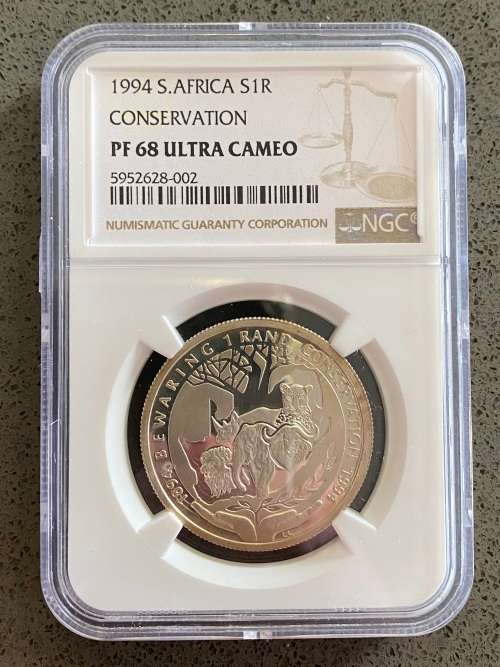 1994 S.AFRICA S1R
CONSERVATION
PF 68 ULTRA CAMEO
5952628-002
NUMISMATIC GUARANTY CORPORATION
NGC®
1994 BEWARING 1 RAND CONSERVATION 1994